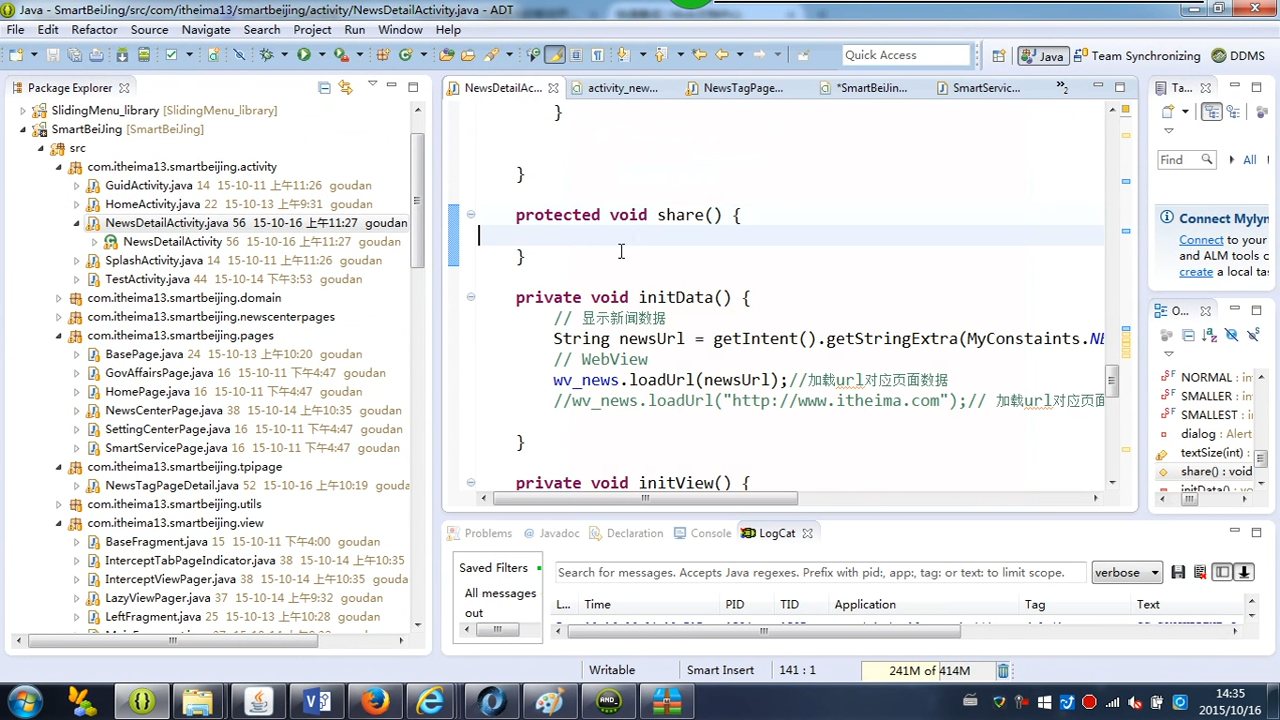 Java - SmartBeiJing/src/com/itheima13/smartbeijing/activity/NewsDetailActivity.java - ADT
File Edit Refactor Source Navigate Search Project Run Window Help
Quick Access Java Team Synchronizing DDMS
Package Explorer
SlidingMenu_library [SlidingMenu_library]
SmartBeiJing [SmartBeiJing]
src
com.itheima13.smartbeijing.activity
GuidActivity.java 14 15-10-11 上午11:26 goudan
HomeActivity.java 22 15-10-13 上午9:31 goudan
NewsDetailActivity.java 56 15-10-16 上午11:27 goudan
NewsDetailActivity 56 15-10-16 上午11:27 goudan
SplashActivity.java 14 15-10-11 上午11:26 goudan
TestActivity.java 44 15-10-14 下午3:53 goudan
com.itheima13.smartbeijing.domain
com.itheima13.smartbeijing.newscenterpages
com.itheima13.smartbeijing.pages
BasePage.java 24 15-10-13 上午10:20 goudan
GovAffairsPage.java 16 15-10-11 下午4:47 goudan
HomePage.java 16 15-10-11 下午4:47 goudan
NewsCenterPage.java 38 15-10-14 上午10:35 goudan
SettingCenterPage.java 16 15-10-11 下午4:47 goudan
SmartServicePage.java 16 15-10-11 下午4:47 goudan
com.itheima13.smartbeijing.tpipage
NewsTagPageDetail.java 52 15-10-16 上午10:19 goudan
com.itheima13.smartbeijing.utils
com.itheima13.smartbeijing.view
BaseFragment.java 15 15-10-11 下午4:00 goudan
InterceptTabPageIndicator.java 38 15-10-14 上午10:35
InterceptViewPager.java 38 15-10-14 上午10:35 goudan
LazyViewPager.java 37 15-10-14 上午9:32 goudan
LeftFragment.java 25 15-10-13 上午10:28 goudan
NewsDetailAc... activity_new... NewsTagPage... *SmartBeiJin... SmartServic... »2
}
}
protected void share() {
}
private void initData() {
// 显示新闻数据
String newsUrl = getIntent().getStringExtra(MyConstaints.NE
// WebView
wv_news.loadUrl(newsUrl);//加载url对应页面数据
//wv_news.loadUrl("http://www.itheima.com");// 加载url对应页面
}
private void initView() {
Ta...
Find All
Connect Mylyn
Connect to your
and ALM tools
create a local tas
O...
NORMAL : int
SMALLER :
SMALLEST :
dialog : Alert
textSize(int) :
share() : void
Problems Javadoc Declaration Console LogCat
Saved Filters
All messages
out
Search for messages. Accepts Java regexes. Prefix with pid:, app:, tag: or text: to limit scope. verbose
L... Time PID TID Application Tag Text
Writable Smart Insert 141 : 1 241M of 414M
14:35
2015/10/16